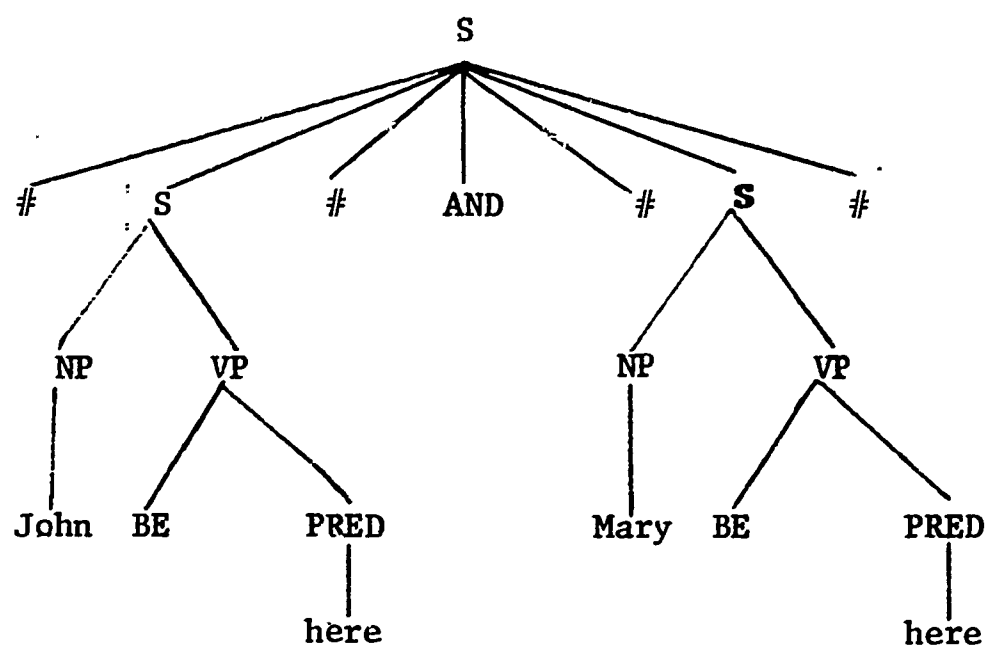 S
# S # AND # S #
NP VP NP VP
John BE PRED Mary BE PRED
here here